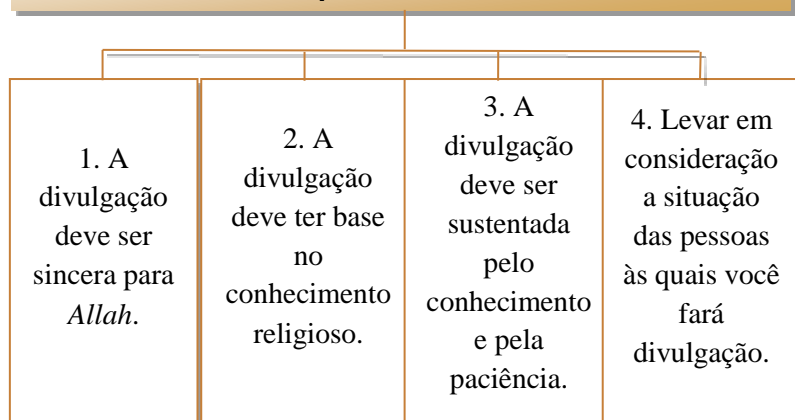 1. A
divulgação
deve ser
sincera para
Allah.
2. A
divulgação
deve ter base
no
conhecimento
religioso.
3. A
divulgação
deve ser
sustentada
pelo
conhecimento
e pela
paciência.
4. Levar em
consideração
a situação
das pessoas
às quais você
fará
divulgação.